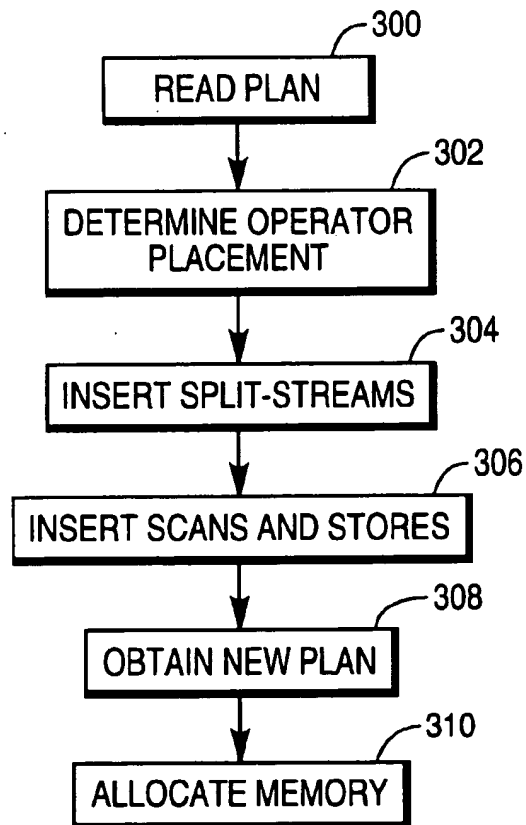 300
READ PLAN
302
DETERMINE OPERATOR
PLACEMENT
304
INSERT SPLIT-STREAMS
306
INSERT SCANS AND STORES
308
OBTAIN NEW PLAN
310
ALLOCATE MEMORY